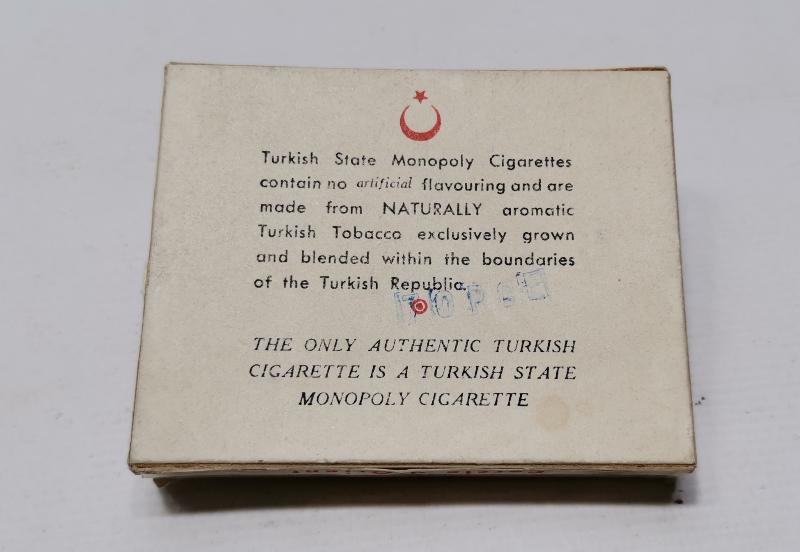 Turkish State Monopoly Cigarettes
contain no artificial flavouring and are
made from NATURALLY aromatic
Turkish Tobacco exclusively grown
and blended within the boundaries
of the Turkish Republic.
THE ONLY AUTHENTIC TURKISH
CIGARETTE IS A TURKISH STATE
MONOPOLY CIGARETTE